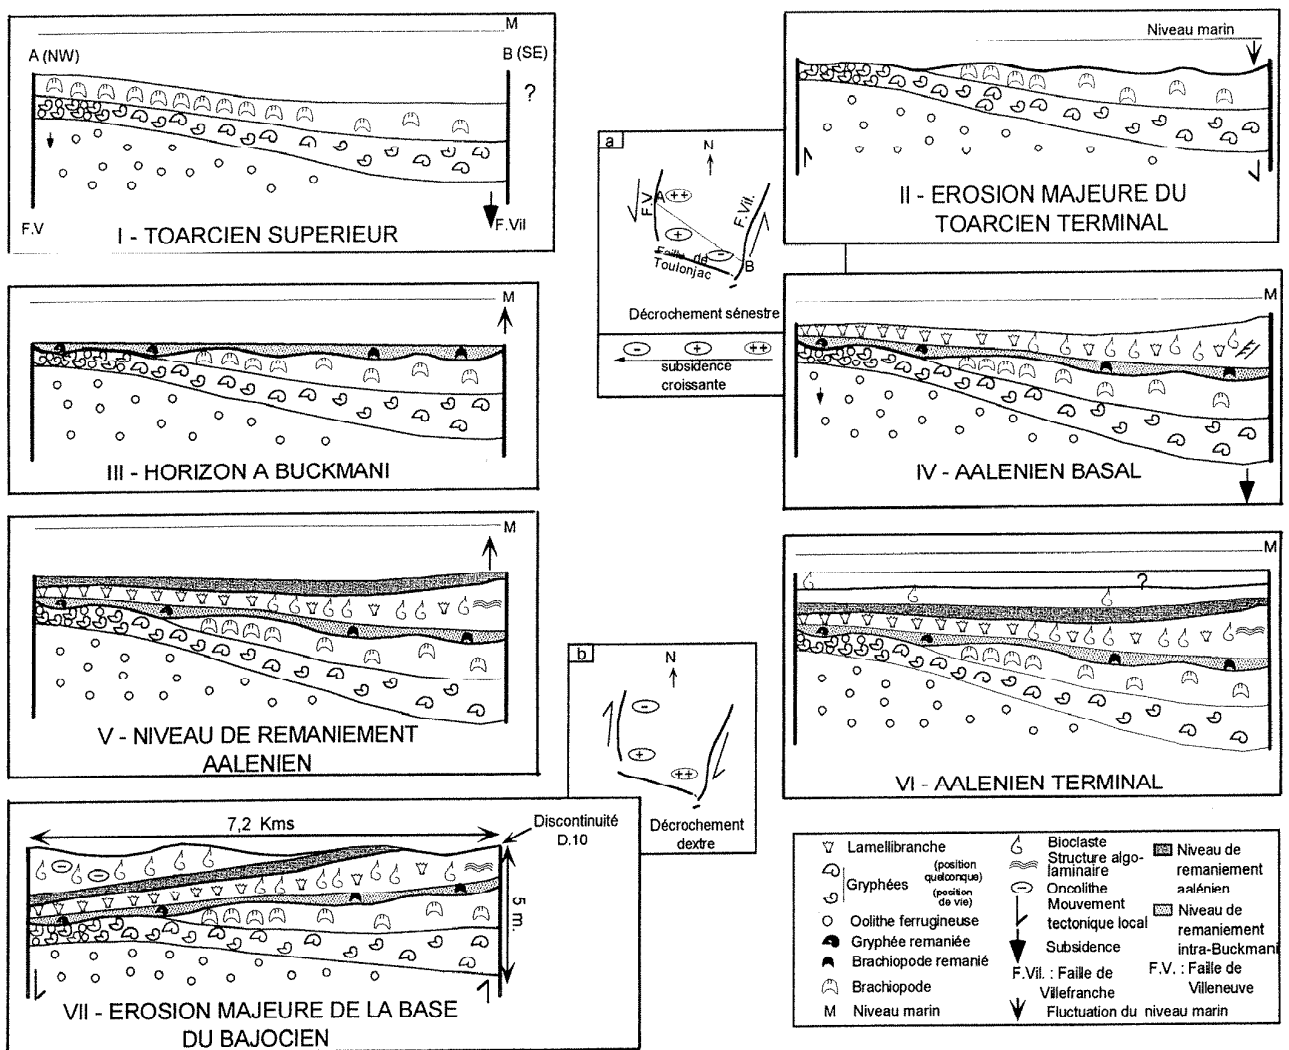 M
A (NW)
B (SE)
?
F.V
F.Vil
I - TOARCIEN SUPERIEUR
a
N
F.V
A
++
F.Vil.
+
-
B
Faille de
Toulonjac
Décrochement sénestre
- + ++
subsidence
croissante
Niveau marin
II - EROSION MAJEURE DU
TOARCIEN TERMINAL
M
III - HORIZON A BUCKMANI
M
IV - AALENIEN BASAL
M
V - NIVEAU DE REMANIEMENT
AALENIEN
b
N
-
+
++
Décrochement
dextre
M
?
VI - AALENIEN TERMINAL
7,2 Kms
Discontinuité
D.10
5 m.
VII - EROSION MAJEURE DE LA BASE
DU BAJOCIEN
Lamellibranche
Gryphées
(position
quelconque)
(position
de vie)
Oolithe ferrugineuse
Gryphée remaniée
Brachiopode remanié
Brachiopode
M Niveau marin
Bioclaste
Structure algo-
laminaire
Oncolithe
Mouvement
tectonique local
Subsidence
F.Vil. : Faille de
Villefranche
Fluctuation du niveau marin
Niveau de
remaniement
aalénien
Niveau de
remaniement
intra-Buckmani
F.V. : Faille de
Villeneuve